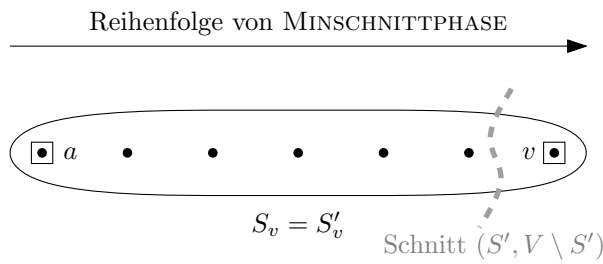 Reihenfolge von MINSCHNITTPHASE
a
v
S_v = S'_v
Schnitt (S', V \ S')